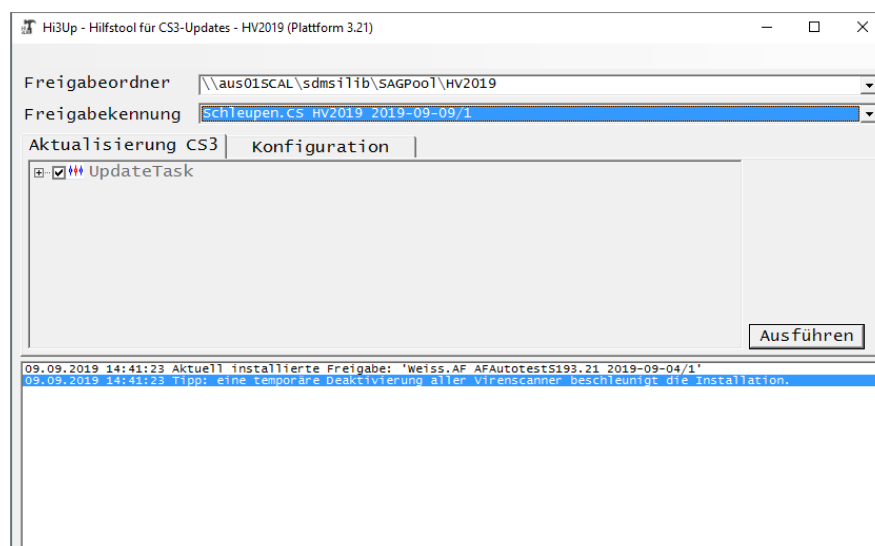 Hi3Up - Hilfstool für CS3-Updates - HV2019 (Plattform 3.21)
Freigabeordner \\aus01SCAL\sdmsilib\SAGPool\HV2019
Freigabekennung Schleupen.CS HV2019 2019-09-09/1
Aktualisierung CS3 Konfiguration
UpdateTask
Ausführen
09.09.2019 14:41:23 Aktuell installierte Freigabe: 'Weiss.AF AFAutotestS193.21 2019-09-04/1'
09.09.2019 14:41:23 Tipp: eine temporäre Deaktivierung aller Virenscanner beschleunigt die Installation.